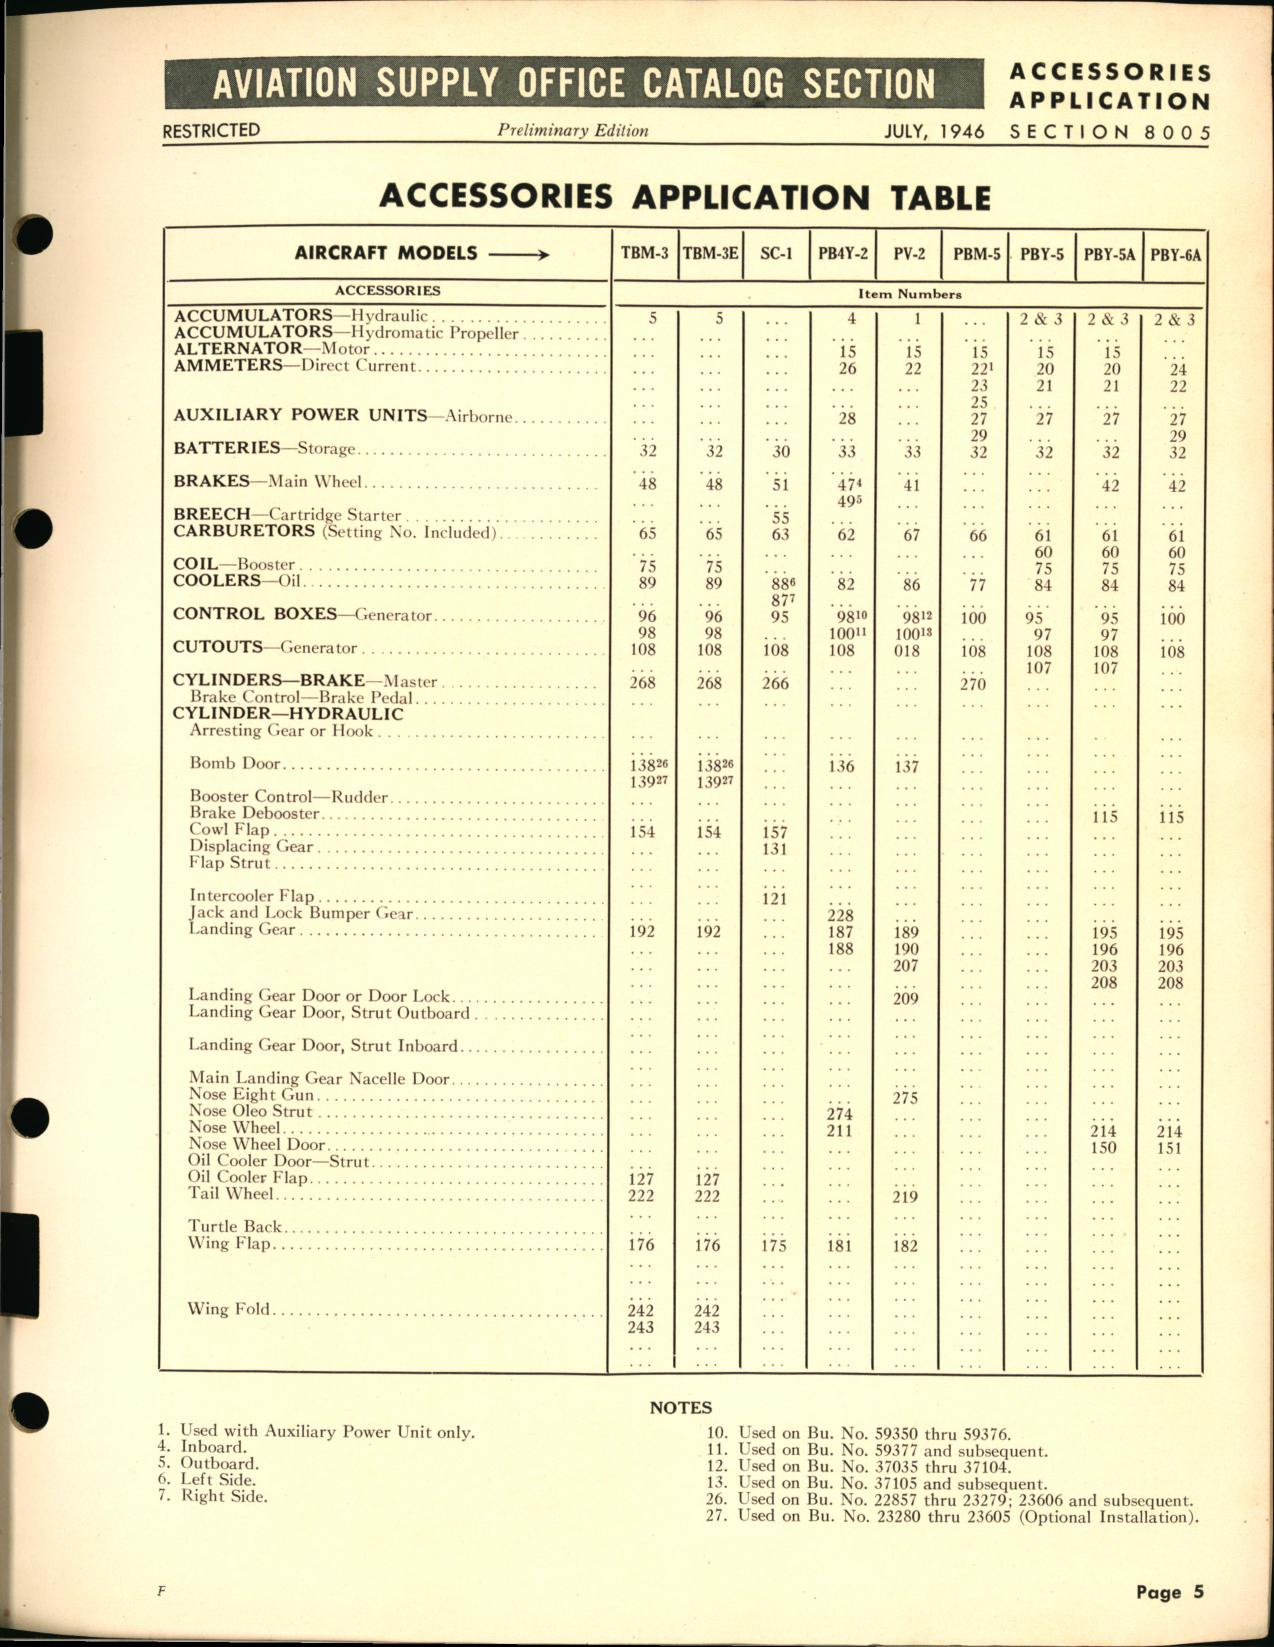 AVIATION SUPPLY OFFICE CATALOG SECTION
ACCESSORIES
APPLICATION
RESTRICTED Preliminary Edition JULY, 1946 SECTION 8005
ACCESSORIES APPLICATION TABLE
AIRCRAFT MODELS ⟶ TBM-3 TBM-3E SC-1 PB4Y-2 PV-2 PBM-5 PBY-5 PBY-5A PBY-6A
ACCESSORIES Item Numbers
ACCUMULATORS—Hydraulic 5 5 ... 4 1 ... 2 & 3 2 & 3 2 & 3
ACCUMULATORS—Hydromatic Propeller ... ... ... ... ... ... ... ... ...
ALTERNATOR—Motor ... ... ... 15 15 15 15 15 ...
AMMETERS—Direct Current ... ... ... 26 22 22¹ 20 20 24
... ... ... ... ... 23 21 21 22
... ... ... ... ... 25 ... ... ...
AUXILIARY POWER UNITS—Airborne ... ... ... 28 ... 27 27 27 27
... ... ... ... ... 29 ... ... 29
BATTERIES—Storage 32 32 30 33 33 32 32 32 32
... ... ... ... ... ... ... ... ...
BRAKES—Main Wheel 48 48 51 47⁴ 41 ... ... 42 42
... ... ... 49⁵ ... ... ... ... ...
BREECH—Cartridge Starter ... ... 55 ... ... ... ... ... ...
CARBURETORS (Setting No. Included) 65 65 63 62 67 66 61 61 61
... ... ... ... ... ... 60 60 60
COIL—Booster 75 75 ... ... ... ... 75 75 75
COOLERS—Oil 89 89 88⁶ 82 86 77 84 84 84
... ... 87⁷ ... ... ... ... ... ...
CONTROL BOXES—Generator 96 96 95 98¹⁰ 98¹² 100 95 95 100
98 98 ... 100¹¹ 100¹³ ... 97 97 ...
CUTOUTS—Generator 108 108 108 108 018 108 108 108 108
... ... ... ... ... ... 107 107 ...
CYLINDERS—BRAKE—Master 268 268 266 ... ... 270 ... ... ...
Brake Control—Brake Pedal ... ... ... ... ... ... ... ... ...
CYLINDER—HYDRAULIC
Arresting Gear or Hook ... ... ... ... ... ... ... ... ...
... ... ... ... ... ... ... ... ...
Bomb Door 138²⁶ 138²⁶ ... 136 137 ... ... ... ...
139²⁷ 139²⁷ ... ... ... ... ... ... ...
Booster Control—Rudder ... ... ... ... ... ... ... ... ...
Brake Debooster ... ... ... ... ... ... ... 115 115
Cowl Flap 154 154 157 ... ... ... ... ... ...
Displacing Gear ... ... 131 ... ... ... ... ... ...
Flap Strut ... ... ... ... ... ... ... ... ...
... ... ... ... ... ... ... ... ...
Intercooler Flap ... ... 121 ... ... ... ... ... ...
Jack and Lock Bumper Gear ... ... ... 228 ... ... ... ... ...
Landing Gear 192 192 ... 187 189 ... ... 195 195
... ... ... 188 190 ... ... 196 196
... ... ... ... 207 ... ... 203 203
... ... ... ... ... ... ... 208 208
Landing Gear Door or Door Lock ... ... ... ... 209 ... ... ... ...
Landing Gear Door, Strut Outboard ... ... ... ... ... ... ... ... ...
... ... ... ... ... ... ... ... ...
Landing Gear Door, Strut Inboard ... ... ... ... ... ... ... ... ...
... ... ... ... ... ... ... ... ...
Main Landing Gear Nacelle Door ... ... ... ... ... ... ... ... ...
Nose Eight Gun ... ... ... ... 275 ... ... ... ...
Nose Oleo Strut ... ... ... 274 ... ... ... ... ...
Nose Wheel ... ... ... 211 ... ... ... 214 214
Nose Wheel Door ... ... ... ... ... ... ... 150 151
Oil Cooler Door—Strut ... ... ... ... ... ... ... ... ...
Oil Cooler Flap 127 127 ... ... ... ... ... ... ...
Tail Wheel 222 222 ... ... 219 ... ... ... ...
... ... ... ... ... ... ... ... ...
Turtle Back ... ... ... ... ... ... ... ... ...
Wing Flap 176 176 175 181 182 ... ... ... ...
... ... ... ... ... ... ... ... ...
... ... ... ... ... ... ... ... ...
... ... ... ... ... ... ... ... ...
Wing Fold 242 242 ... ... ... ... ... ... ...
243 243 ... ... ... ... ... ... ...
... ... ... ... ... ... ... ... ...
... ... ... ... ... ... ... ... ...
NOTES
1. Used with Auxiliary Power Unit only.
4. Inboard.
5. Outboard.
6. Left Side.
7. Right Side.
10. Used on Bu. No. 59350 thru 59376.
11. Used on Bu. No. 59377 and subsequent.
12. Used on Bu. No. 37035 thru 37104.
13. Used on Bu. No. 37105 and subsequent.
26. Used on Bu. No. 22857 thru 23279; 23606 and subsequent.
27. Used on Bu. No. 23280 thru 23605 (Optional Installation).
F
Page 5